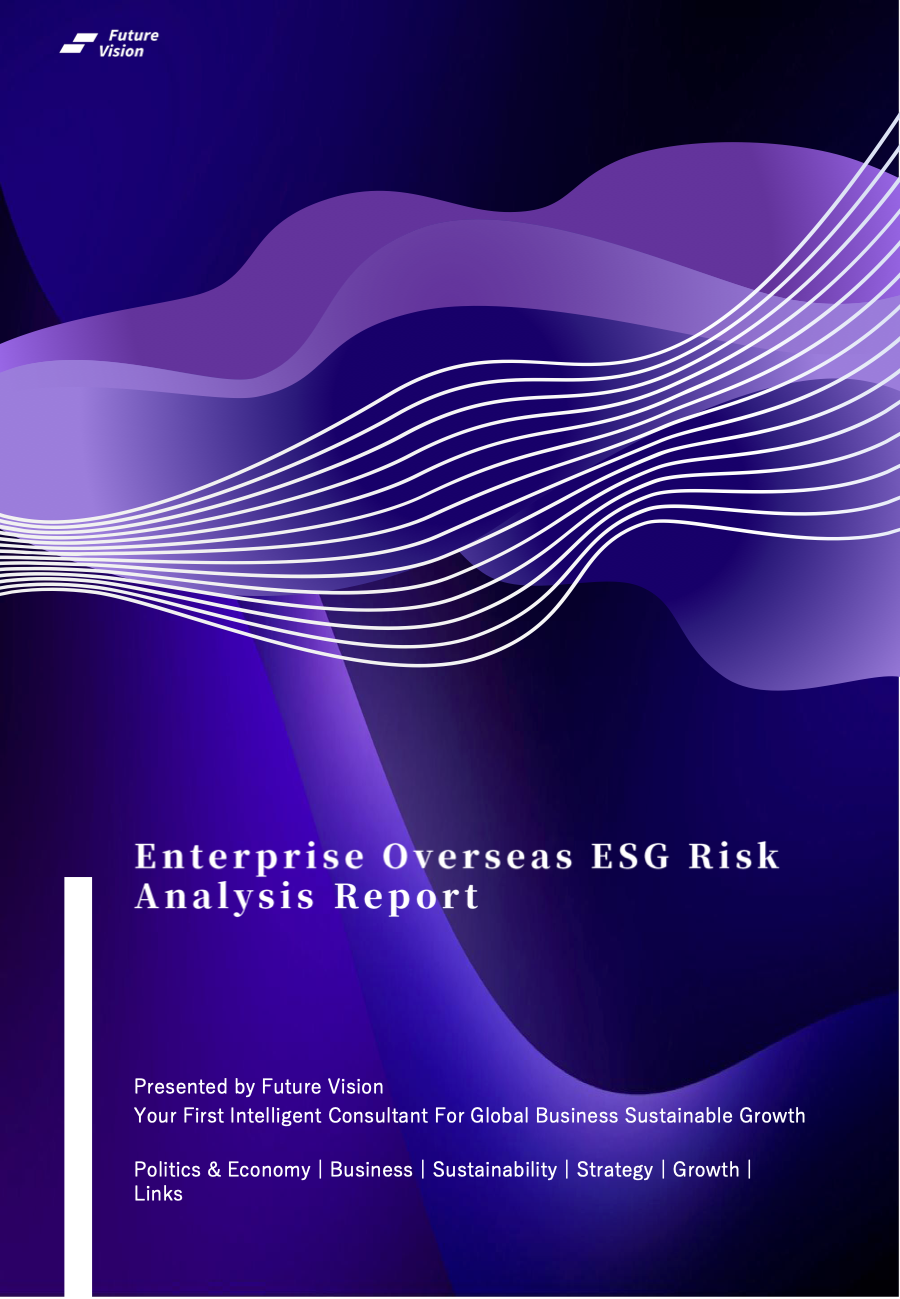 Future
Vision
Enterprise Overseas ESG Risk
Analysis Report
Presented by Future Vision
Your First Intelligent Consultant For Global Business Sustainable Growth
Politics & Economy | Business | Sustainability | Strategy | Growth |
Links